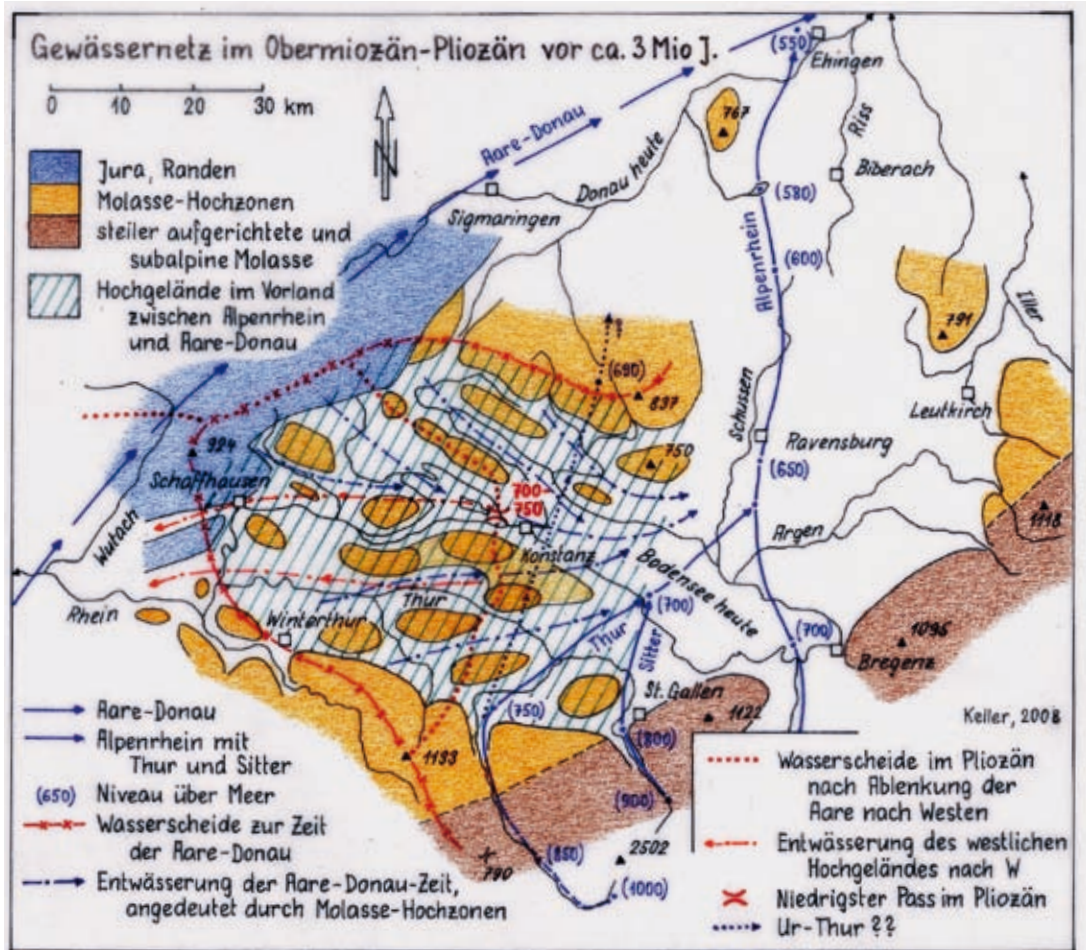 Gewässernetz im Obermiozän-Pliozän vor ca. 3 Mio J.
0 10 20 30 km
N
Jura, Randen
Molasse-Hochzonen
steiler aufgerichtete und
subalpine Molasse
Hochgelände im Vorland
zwischen Alpenrhein
und Aare-Donau
Aare-Donau
(550)
Ehingen
767
Riss
Donau heute
Biberach
(580)
Sigmaringen
Alpenrhein
(600)
Iller
791
?
(690)
837
Leutkirch
924
Schussen
750
Ravensburg
Schaffhausen
(650)
700-
750
1118
Wutach
Konstanz
Argen
Bodensee heute
Thur
Rhein
(700)
Winterthur
Thur
Sitter
(700)
1095
Bregenz
St. Gallen
(750)
1122
Keller, 2008
(800)
1133
(900)
(850)
2502
790
(1000)
Aare-Donau
Alpenrhein mit
Thur und Sitter
(650) Niveau über Meer
Wasserscheide zur Zeit
der Aare-Donau
Entwässerung der Aare-Donau-Zeit,
angedeutet durch Molasse-Hochzonen
Wasserscheide im Pliozän
nach Ablenkung der
Aare nach Westen
Entwässerung des westlichen
Hochgeländes nach W
Niedrigster Pass im Pliozän
Ur-Thur ??